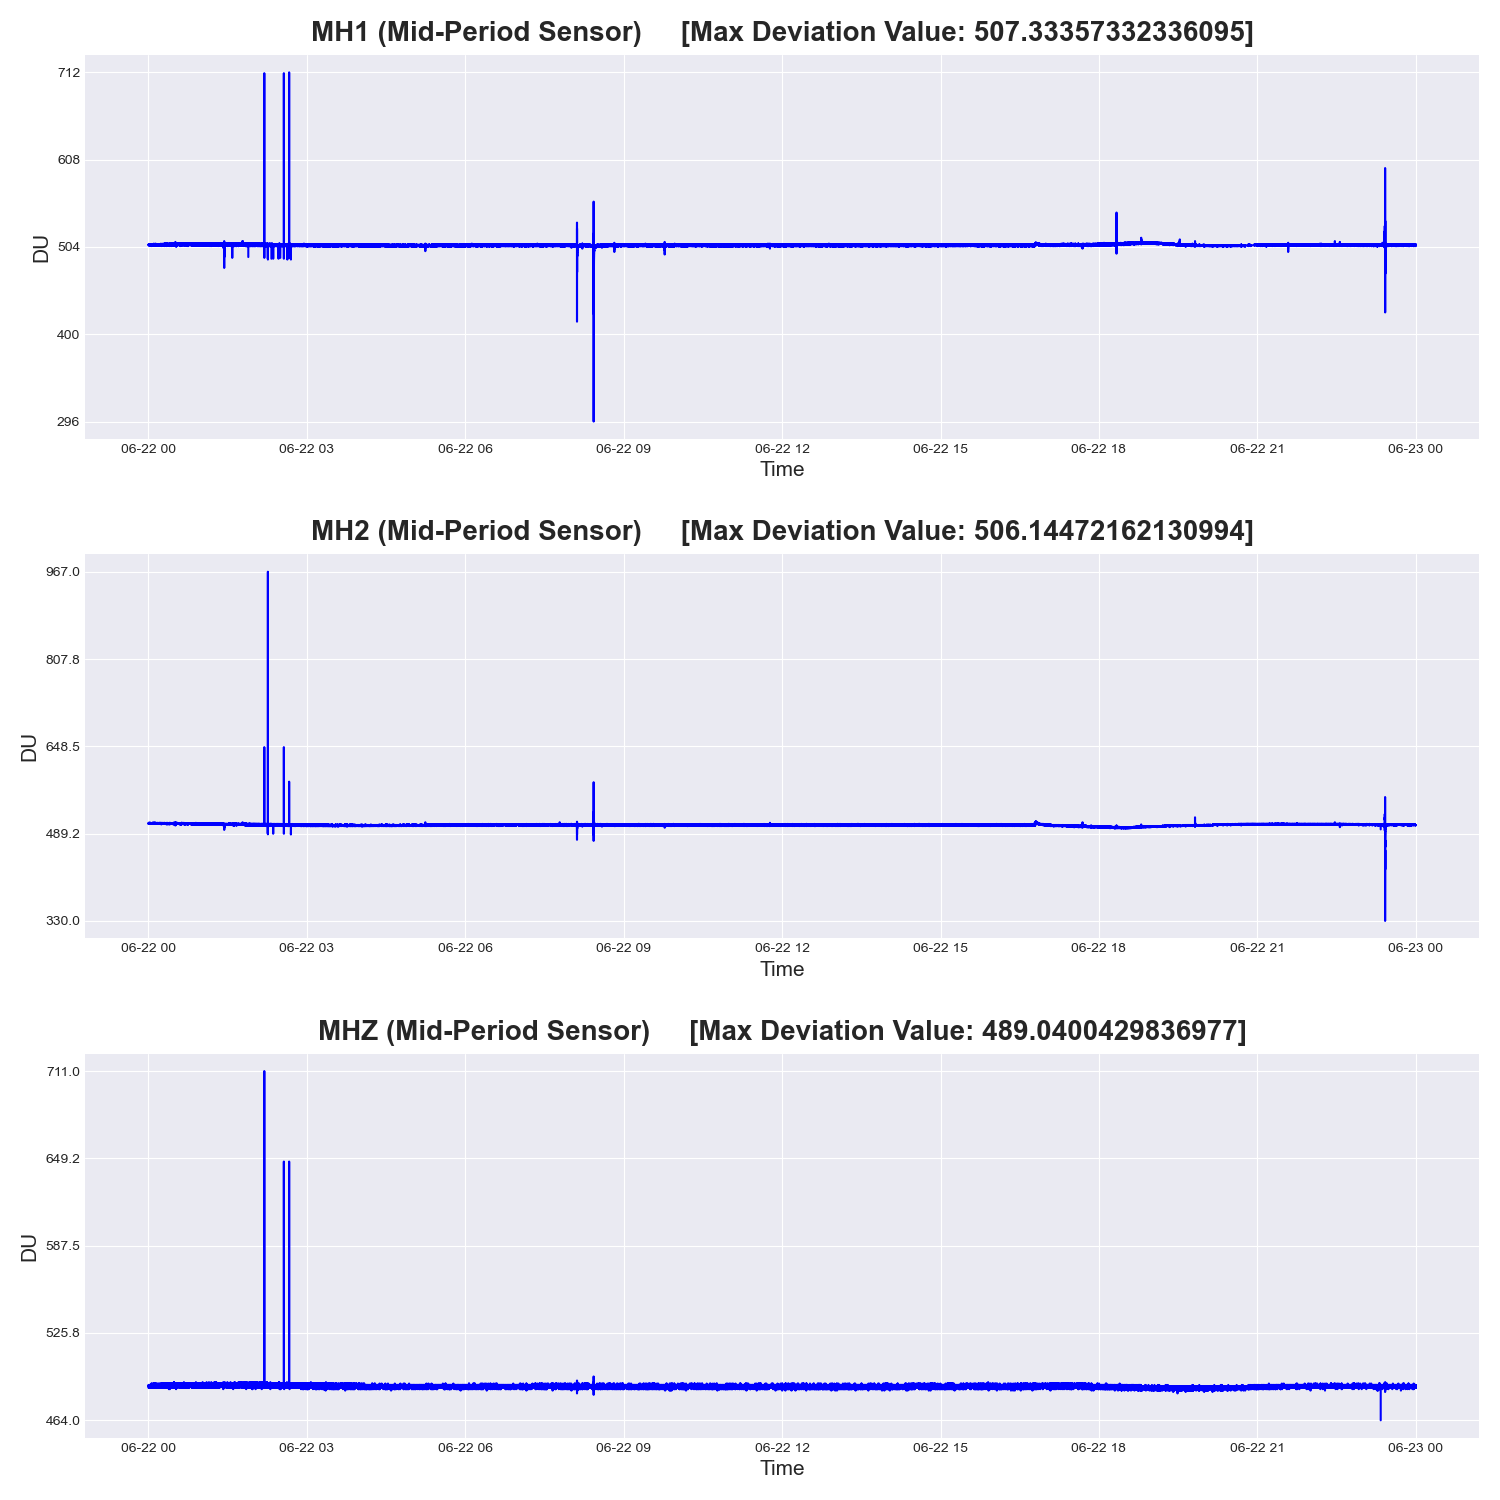 MH1 (Mid-Period Sensor) [Max Deviation Value: 507.33357332336095]
712
608
504
400
296
DU
06-22 00 06-22 03 06-22 06 06-22 09 06-22 12 06-22 15 06-22 18 06-22 21 06-23 00
Time
MH2 (Mid-Period Sensor) [Max Deviation Value: 506.14472162130994]
967.0
807.8
648.5
489.2
330.0
DU
06-22 00 06-22 03 06-22 06 06-22 09 06-22 12 06-22 15 06-22 18 06-22 21 06-23 00
Time
MHZ (Mid-Period Sensor) [Max Deviation Value: 489.0400429836977]
711.0
649.2
587.5
525.8
464.0
DU
06-22 00 06-22 03 06-22 06 06-22 09 06-22 12 06-22 15 06-22 18 06-22 21 06-23 00
Time